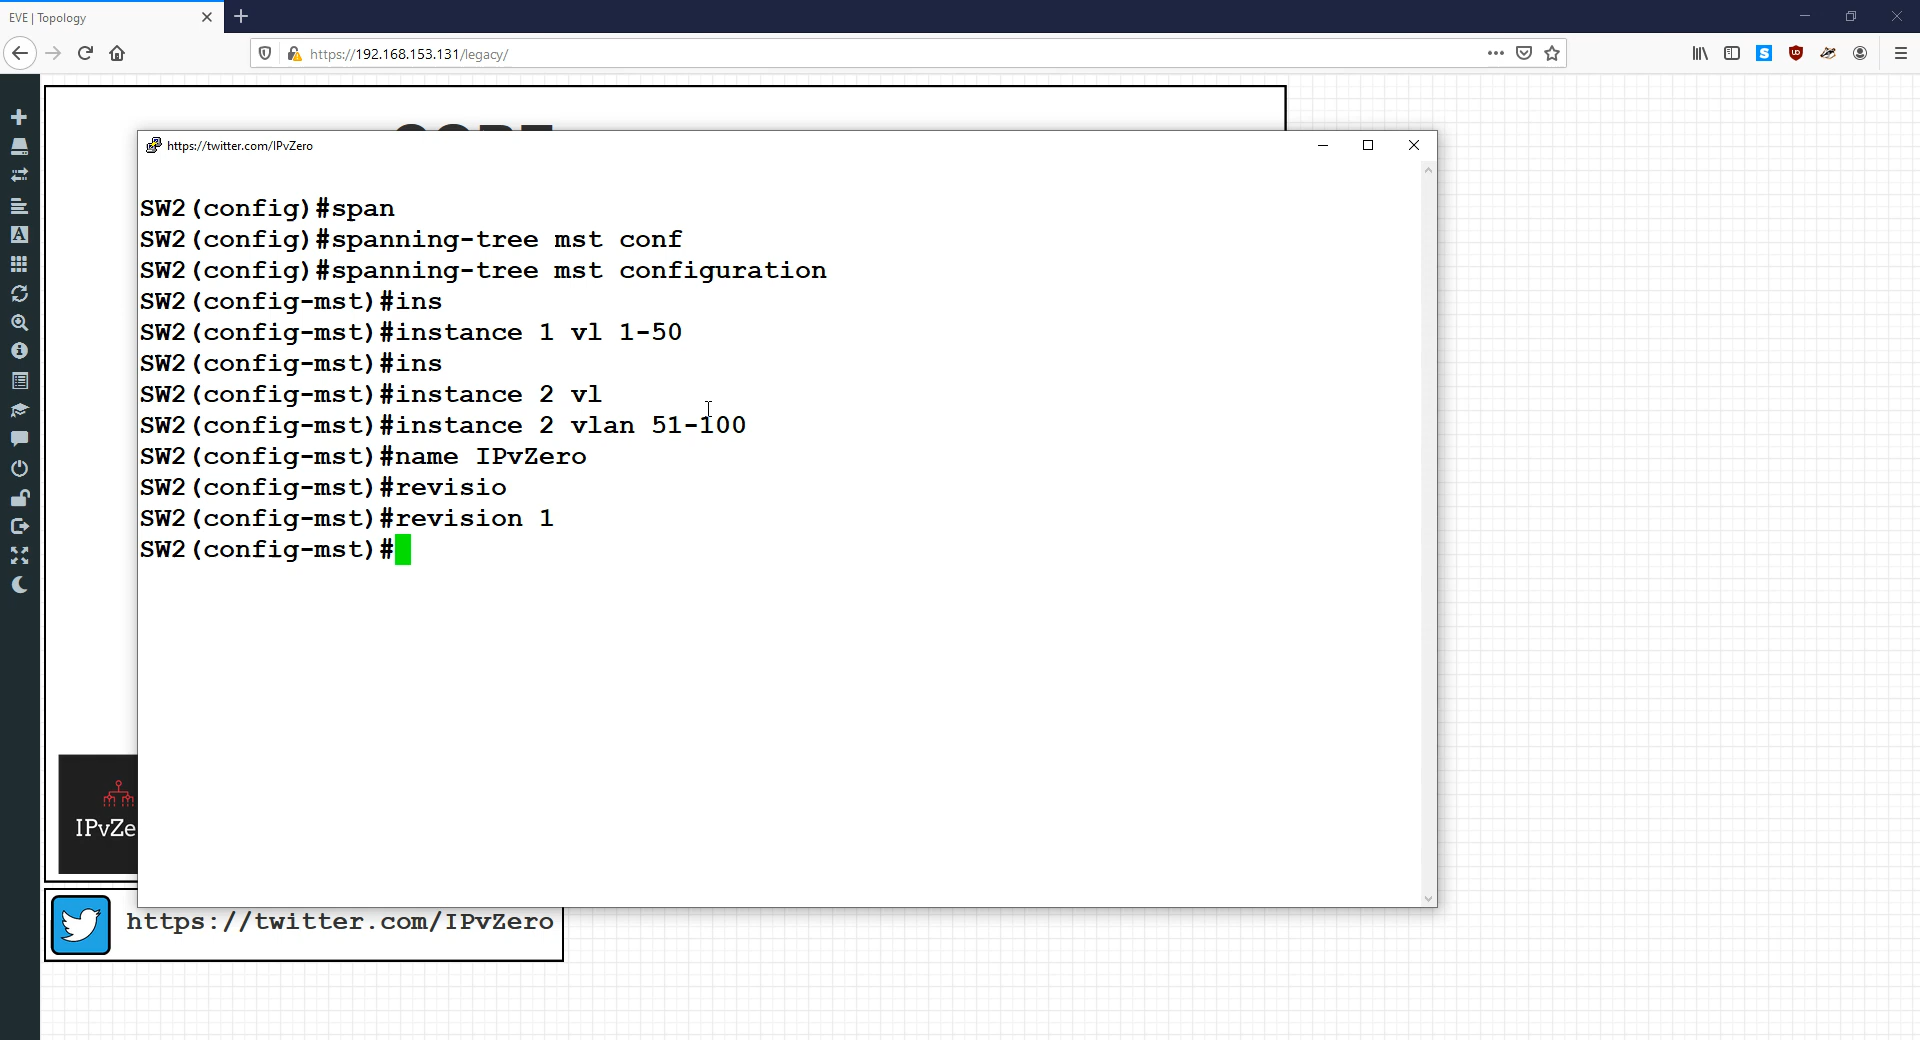 EVE | Topology
https://192.168.153.131/legacy/
https://twitter.com/IPvZero
SW2(config)#span
SW2(config)#spanning-tree mst conf
SW2(config)#spanning-tree mst configuration
SW2(config-mst)#ins
SW2(config-mst)#instance 1 vl 1-50
SW2(config-mst)#ins
SW2(config-mst)#instance 2 vl
SW2(config-mst)#instance 2 vlan 51-100
SW2(config-mst)#name IPvZero
SW2(config-mst)#revisio
SW2(config-mst)#revision 1
SW2(config-mst)#
IPvZe
https://twitter.com/IPvZero